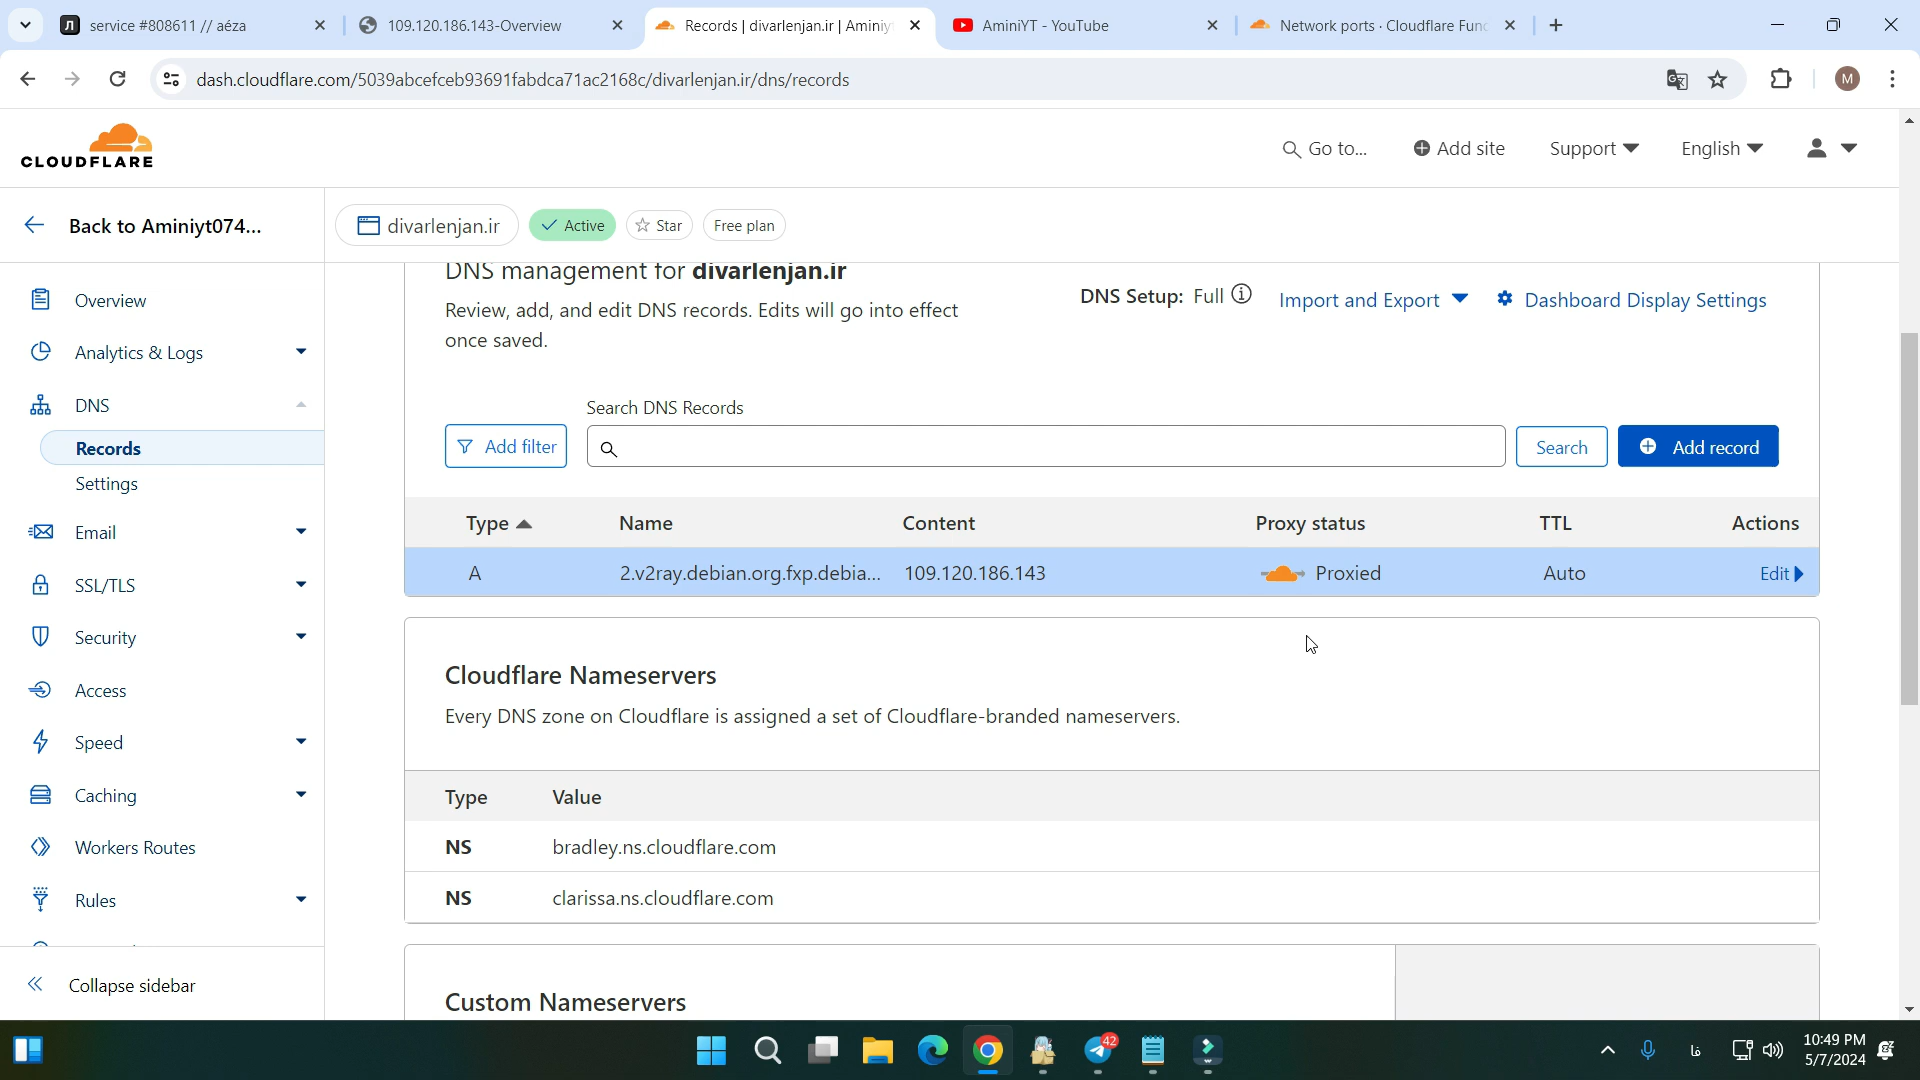 service #808611 // aéza
109.120.186.143-Overview
Records | divarlenjan.ir | Aminiy
AminiYT - YouTube
Network ports · Cloudflare Fun
dash.cloudflare.com/5039abcefceb93691fabdca71ac2168c/divarlenjan.ir/dns/records
M
CLOUDFLARE
Go to...
Add site
Support
English
Back to Aminiyt074...
divarlenjan.ir
Active
Star
Free plan
Overview
Analytics & Logs
DNS
Records
Settings
Email
SSL/TLS
Security
Access
Speed
Caching
Workers Routes
Rules
Collapse sidebar
DNS management for divarlenjan.ir
Review, add, and edit DNS records. Edits will go into effect
once saved.
DNS Setup: Full
Import and Export
Dashboard Display Settings
Search DNS Records
Add filter
Search
Add record
Type Name Content Proxy status TTL Actions
A 2.v2ray.debian.org.fxp.debia... 109.120.186.143 Proxied Auto Edit
Cloudflare Nameservers
Every DNS zone on Cloudflare is assigned a set of Cloudflare-branded nameservers.
Type Value
NS bradley.ns.cloudflare.com
NS clarissa.ns.cloudflare.com
Custom Nameservers
42
فا
10:49 PM
5/7/2024